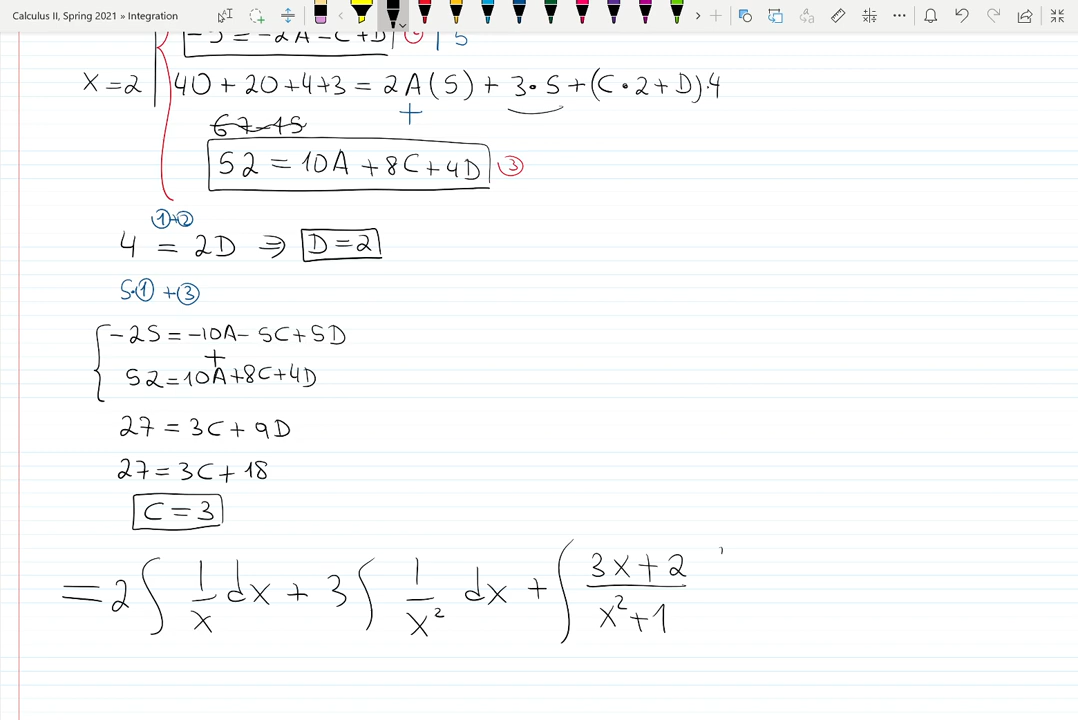 Calculus II, Spring 2021 » Integration
-5 = -2A - C + D | 5
x = 2 | 40 + 20 + 4 + 3 = 2A(5) + 3·5 + (C·2 + D)·4
+
67-15
52 = 10A + 8C + 4D ③
①+②
4 = 2D ⇒ D = 2
5·① + ③
-25 = -10A - 5C + 5D
+
52 = 10A + 8C + 4D
27 = 3C + 9D
27 = 3C + 18
C = 3
= 2∫ 1/x dx + 3∫ 1/x² dx + ∫ (3x+2)/(x²+1)